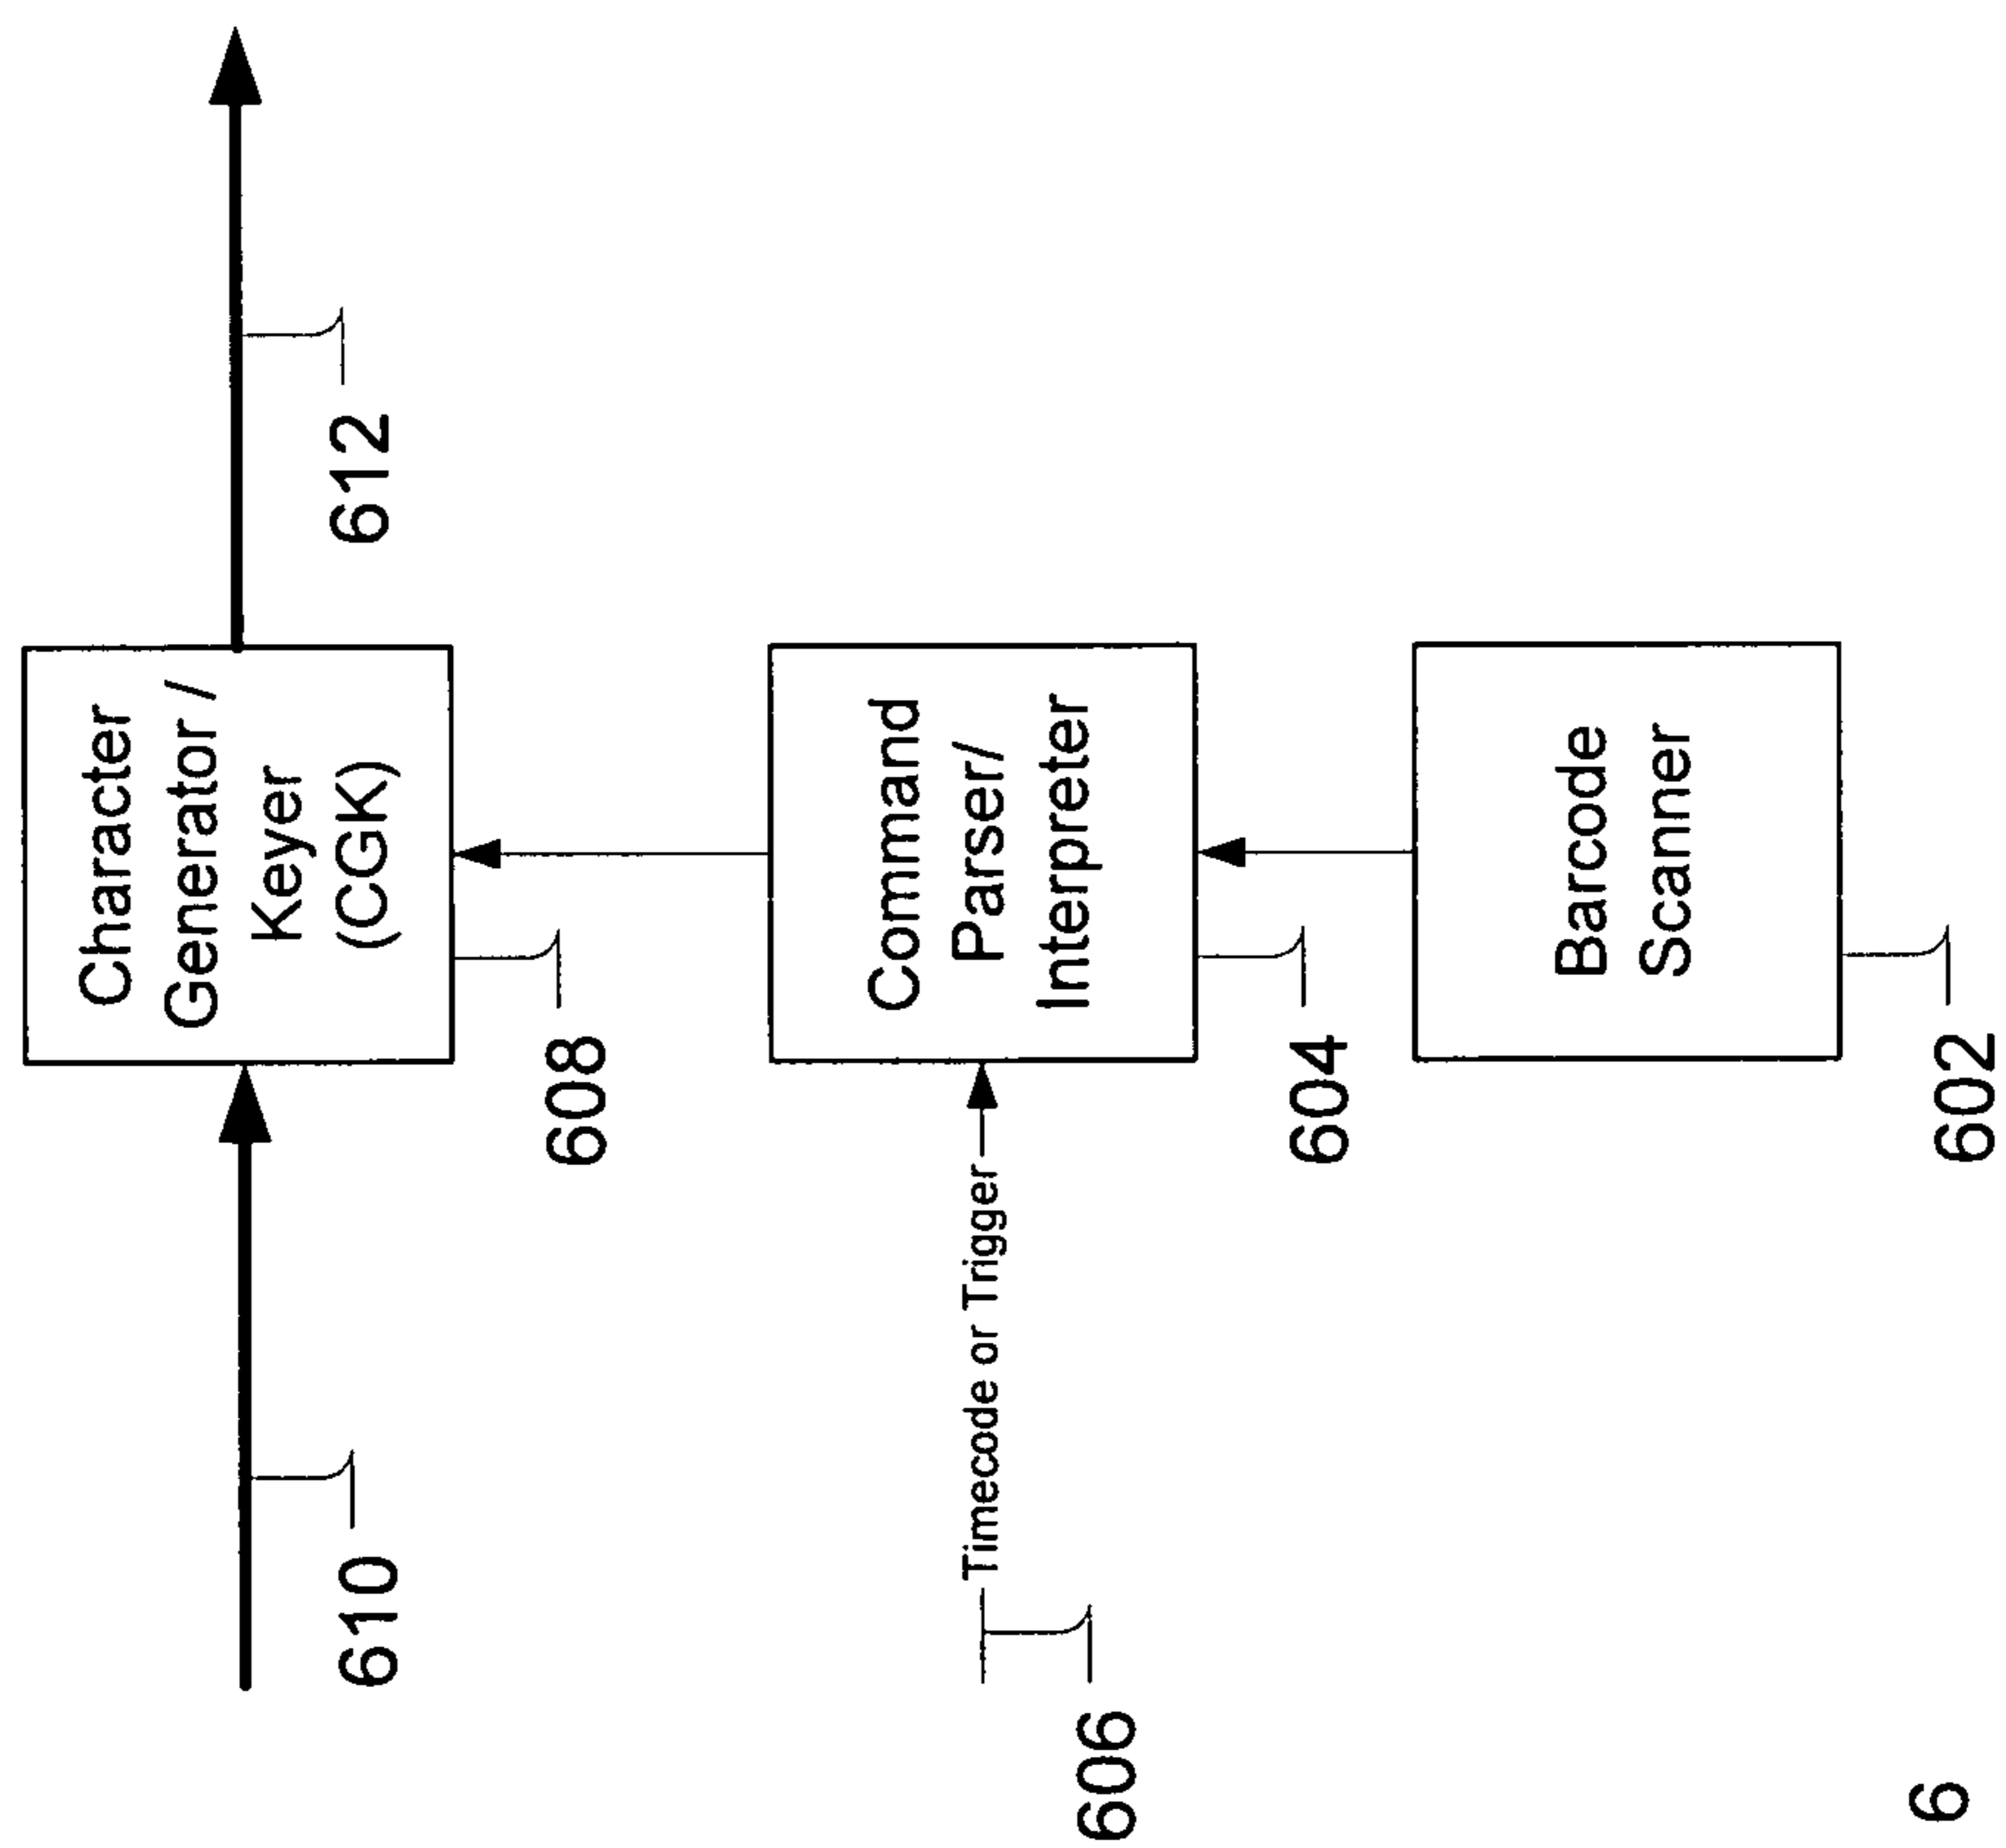 Character
Generator /
Keyer
(CGK)
610
612
608
Command
Parser/
Interpreter
Timecode or Trigger
606
604
Barcode
Scanner
602
6